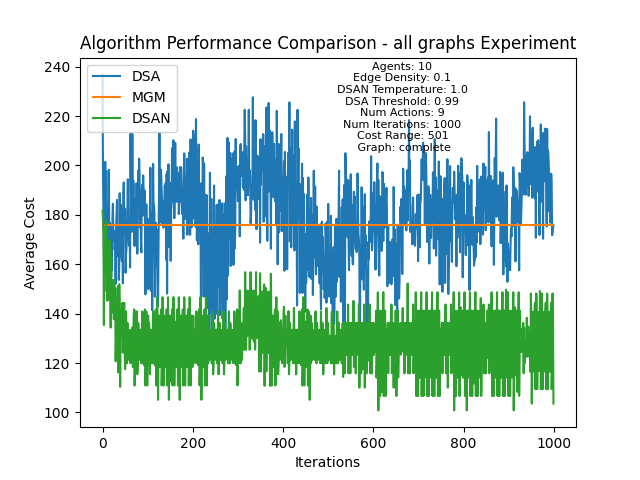 Algorithm Performance Comparison - all graphs Experiment
240
220
200
180
160
140
120
100
Average Cost
DSA
MGM
DSAN
Agents: 10
Edge Density: 0.1
DSAN Temperature: 1.0
DSA Threshold: 0.99
Num Actions: 9
Num Iterations: 1000
Cost Range: 501
Graph: complete
0
200
400
600
800
1000
Iterations